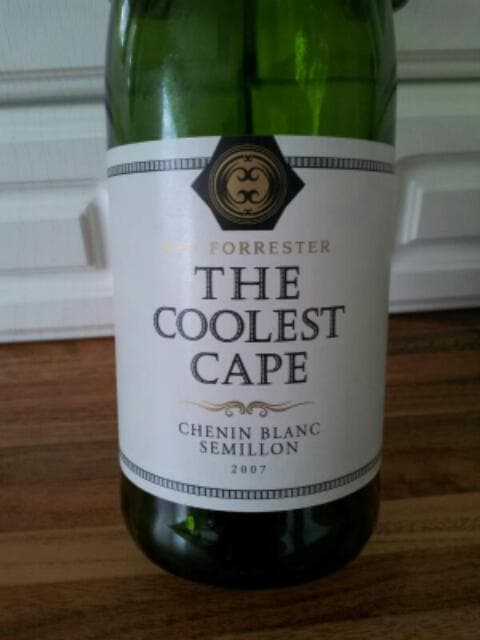 FORRESTER
THE
COOLEST
CAPE
CHENIN BLANC
SEMILLON
2007